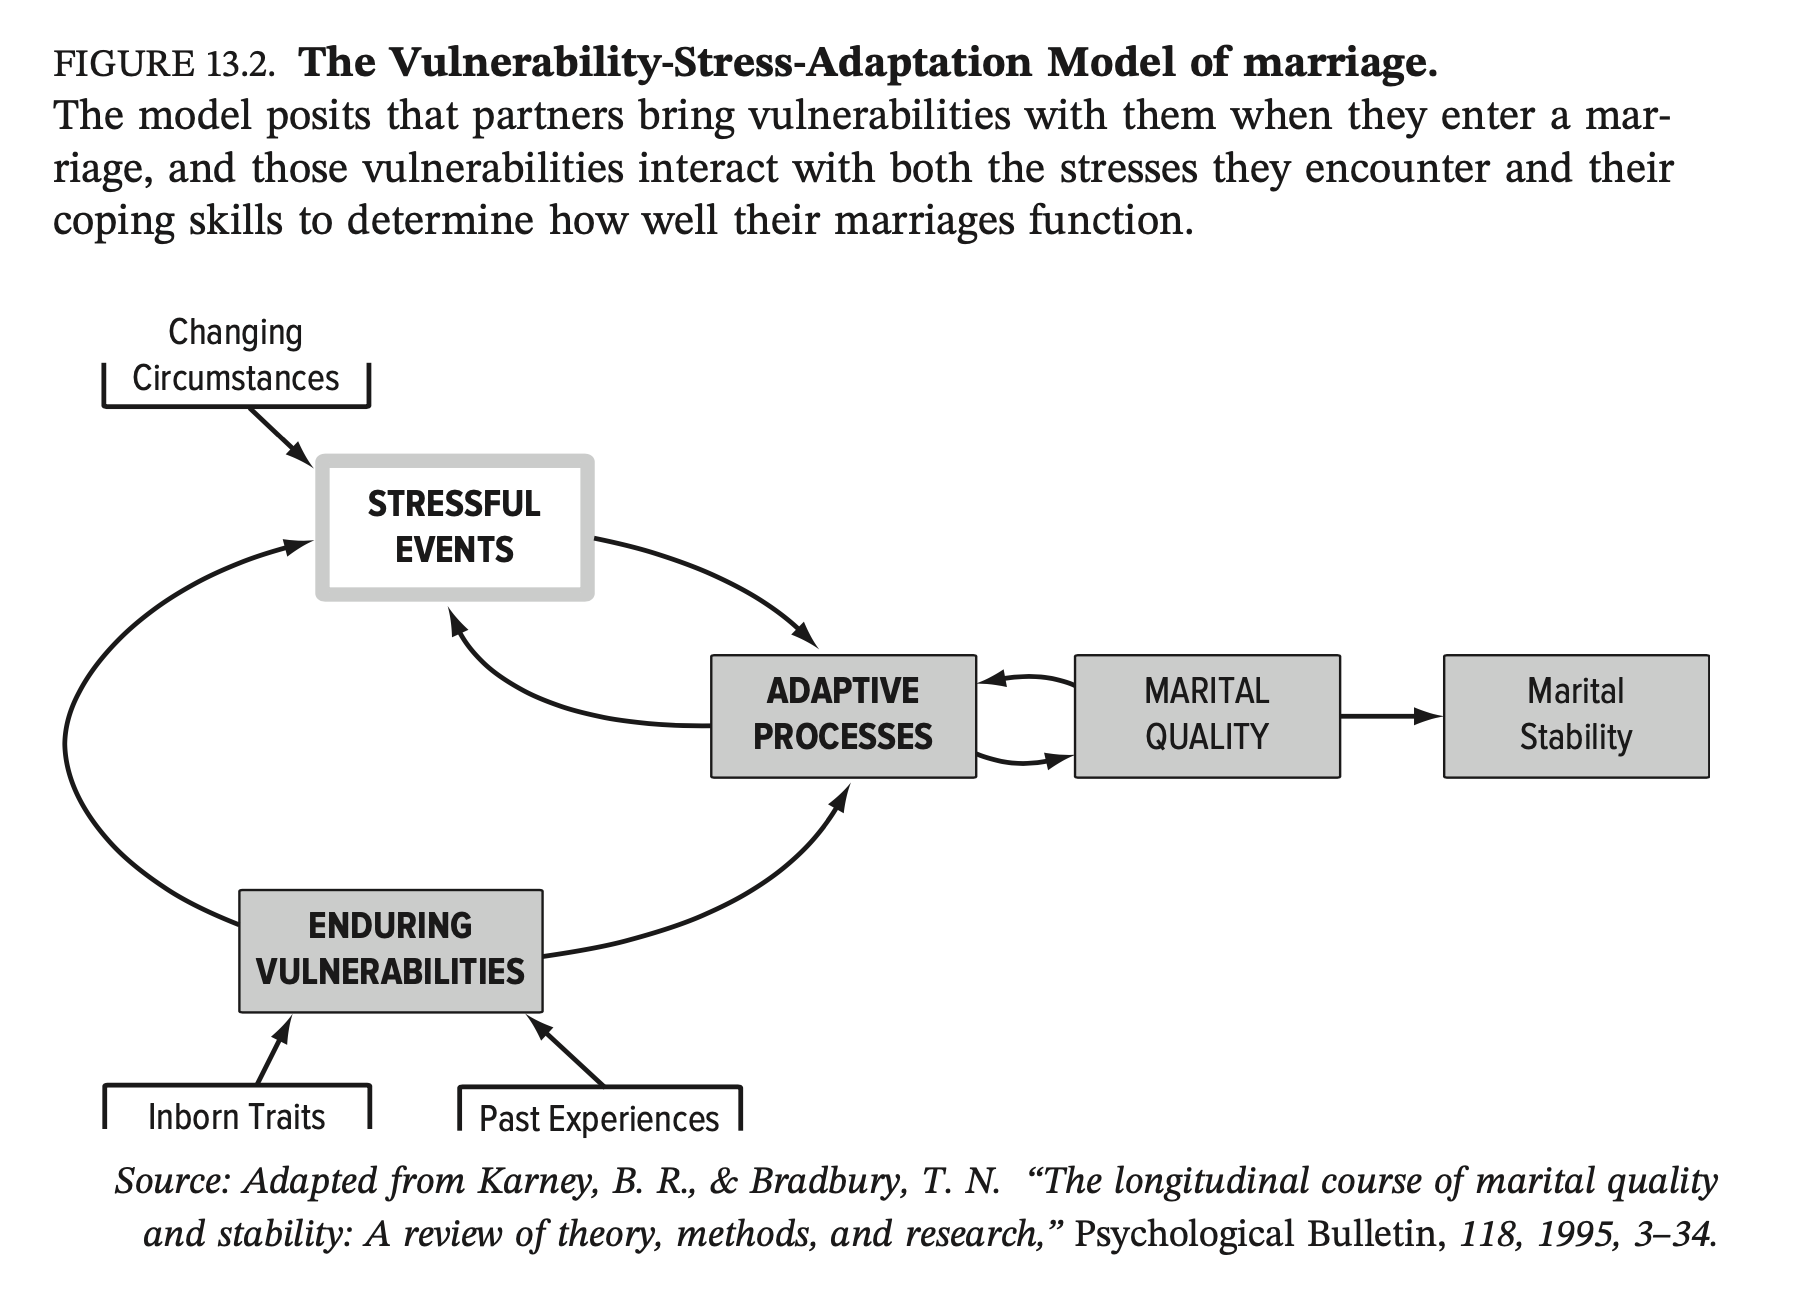 FIGURE 13.2. The Vulnerability-Stress-Adaptation Model of marriage.
The model posits that partners bring vulnerabilities with them when they enter a mar-
riage, and those vulnerabilities interact with both the stresses they encounter and their
coping skills to determine how well their marriages function.
Changing
Circumstances
STRESSFUL
EVENTS
ADAPTIVE
PROCESSES
MARITAL
QUALITY
Marital
Stability
ENDURING
VULNERABILITIES
Inborn Traits
Past Experiences
Source: Adapted from Karney, B. R., & Bradbury, T. N. “The longitudinal course of marital quality
and stability: A review of theory, methods, and research,” Psychological Bulletin, 118, 1995, 3–34.